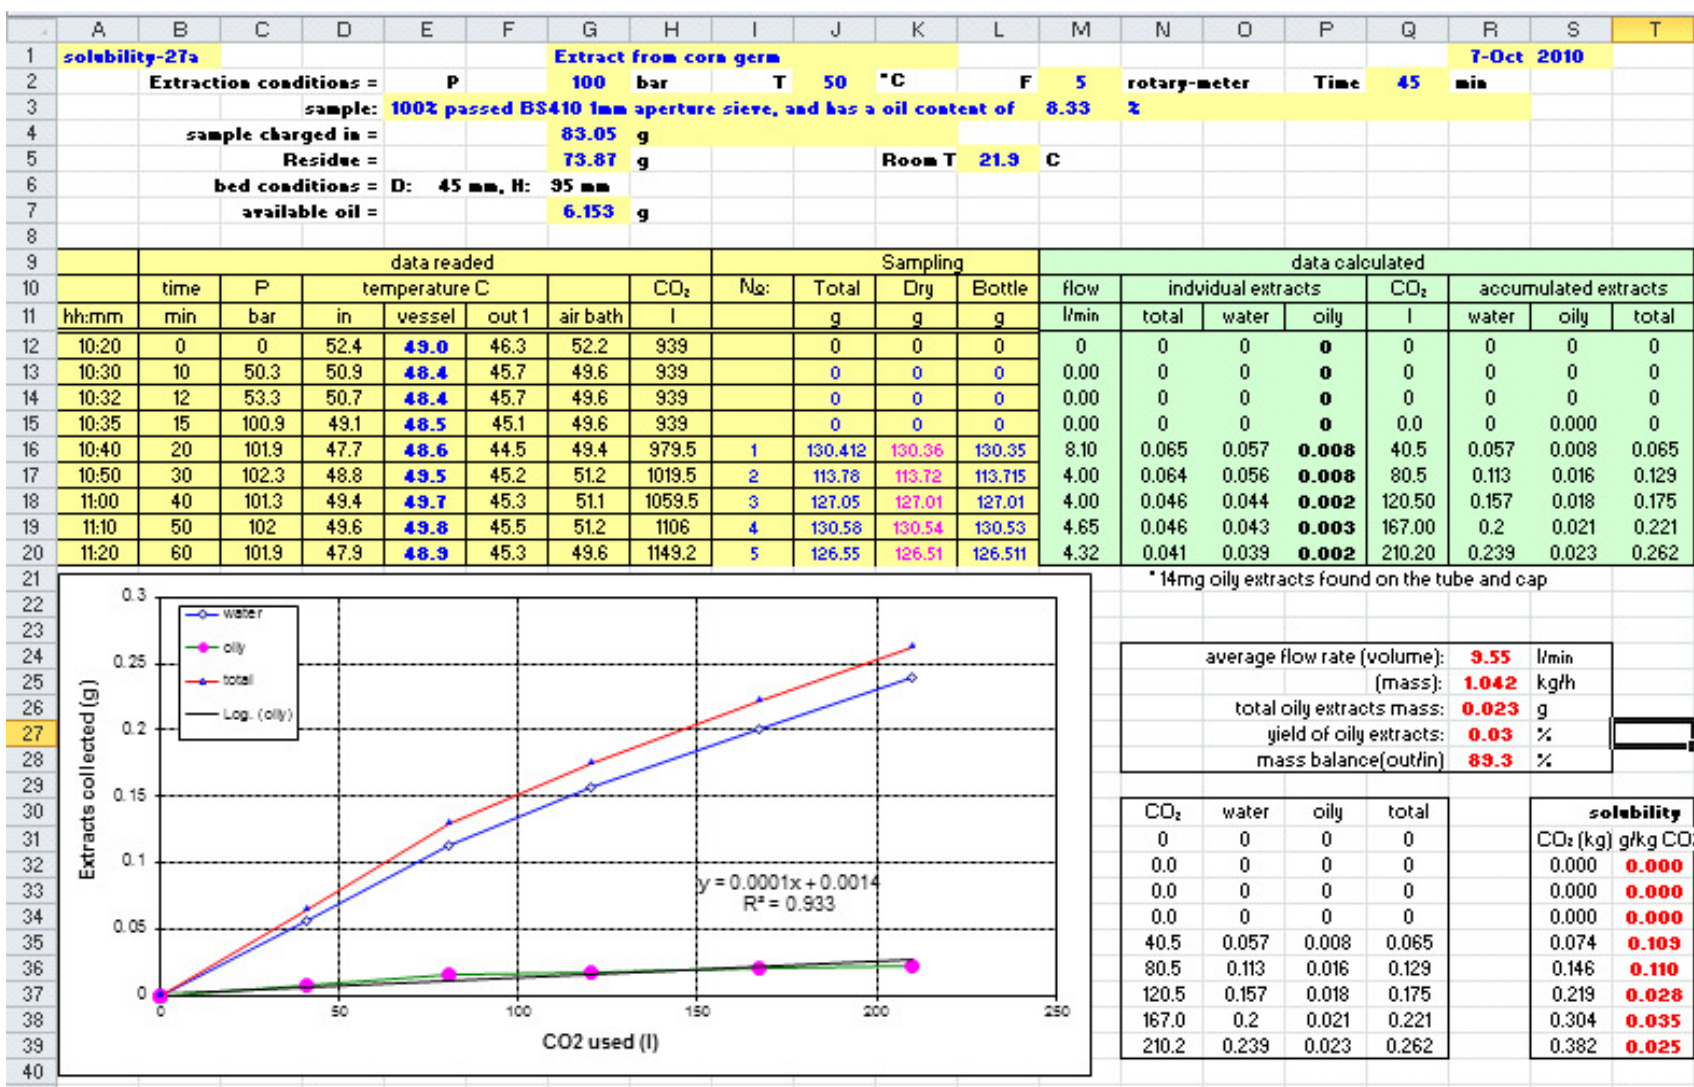 A B C D E F G H I J K L M N O P Q R S T
1 solubility-27a Extract from corn germ 7-Oct 2010
2 Extraction conditions = P 100 bar T 50 °C F 5 rotary-meter Time 45 min
3 sample: 100% passed BS410 1mm aperture sieve, and has a oil content of 8.33 %
4 sample charged in = 83.05 g
5 Residue = 73.87 g Room T 21.9 C
6 bed conditions = D: 45 mm, H: 95 mm
7 available oil = 6.153 g
8
9 data readed Sampling data calculated
10 time P temperature C CO₂ №: Total Dry Bottle flow indvidual extracts CO₂ accumulated extracts
11 hh:mm min bar in vessel out 1 air bath l g g g l/min total water oily l water oily total
12 10:20 0 0 52.4 49.0 46.3 52.2 939 0 0 0 0 0 0 0 0 0 0 0
13 10:30 10 50.3 50.9 48.4 45.7 49.6 939 0 0 0 0.00 0 0 0 0 0 0 0
14 10:32 12 53.3 50.7 48.4 45.7 49.6 939 0 0 0 0.00 0 0 0 0 0 0 0
15 10:35 15 100.9 49.1 48.5 45.1 49.6 939 0 0 0 0.00 0 0 0 0.0 0 0.000 0
16 10:40 20 101.9 47.7 48.6 44.5 49.4 979.5 1 130.412 130.36 130.35 8.10 0.065 0.057 0.008 40.5 0.057 0.008 0.065
17 10:50 30 102.3 48.8 49.5 45.2 51.2 1019.5 2 113.78 113.72 113.715 4.00 0.064 0.056 0.008 80.5 0.113 0.016 0.129
18 11:00 40 101.3 49.4 49.7 45.3 51.1 1059.5 3 127.05 127.01 127.01 4.00 0.046 0.044 0.002 120.50 0.157 0.018 0.175
19 11:10 50 102 49.6 49.8 45.5 51.2 1106 4 130.58 130.54 130.53 4.65 0.046 0.043 0.003 167.00 0.2 0.021 0.221
20 11:20 60 101.9 47.9 48.9 45.3 49.6 1149.2 5 126.55 126.51 126.511 4.32 0.041 0.039 0.002 210.20 0.239 0.023 0.262
21 * 14mg oily extracts found on the tube and cap
22
23
24 average flow rate (volume): 9.55 l/min
25 (mass): 1.042 kg/h
26 total oily extracts mass: 0.023 g
27 yield of oily extracts: 0.03 %
28 mass balance(out/in) 89.3 %
29
30 CO₂ water oily total solubility
31 0 0 0 0 CO₂ (kg) g/kg CO
32 0.0 0 0 0 0.000 0.000
33 0.0 0 0 0 0.000 0.000
34 0.0 0 0 0 0.000 0.000
35 40.5 0.057 0.008 0.065 0.074 0.109
36 80.5 0.113 0.016 0.129 0.146 0.110
37 120.5 0.157 0.018 0.175 0.219 0.028
38 167.0 0.2 0.021 0.221 0.304 0.035
39 210.2 0.239 0.023 0.262 0.382 0.025
40
Extracts collected (g)
0.3
0.25
0.2
0.15
0.1
0.05
0
water
oily
total
Log. (oily)
y = 0.0001x + 0.0014
R² = 0.933
0 50 100 150 200 250
CO2 used (l)